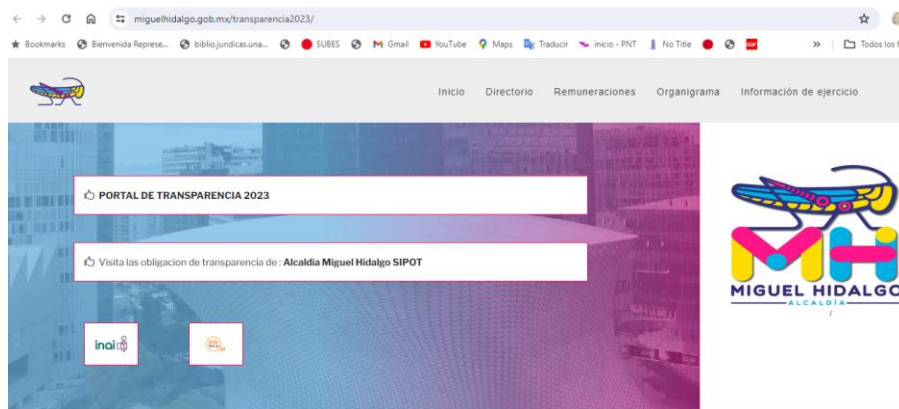 miguelhidalgo.gob.mx/transparencia2023/
Bookmarks Bienvenida Represe... biblio.juridicas.una... SUBES Gmail YouTube Maps Traducir inicio - PNT No Title » Todos los f
Inicio Directorio Remuneraciones Organigrama Información de ejercicio
PORTAL DE TRANSPARENCIA 2023
Visita las obligacion de transparencia de : Alcaldía Miguel Hidalgo SIPOT
inai
MH
MIGUEL HIDALGO
ALCALDÍA
/